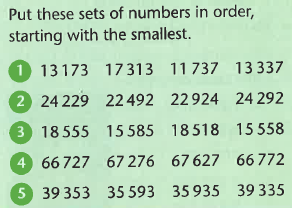 Put these sets of numbers in order,
starting with the smallest.
1 13 173 17 313 11 737 13 337
2 24 229 22 492 22 924 24 292
3 18 555 15 585 18 518 15 558
4 66 727 67 276 67 627 66 772
5 39 353 35 593 35 935 39 335